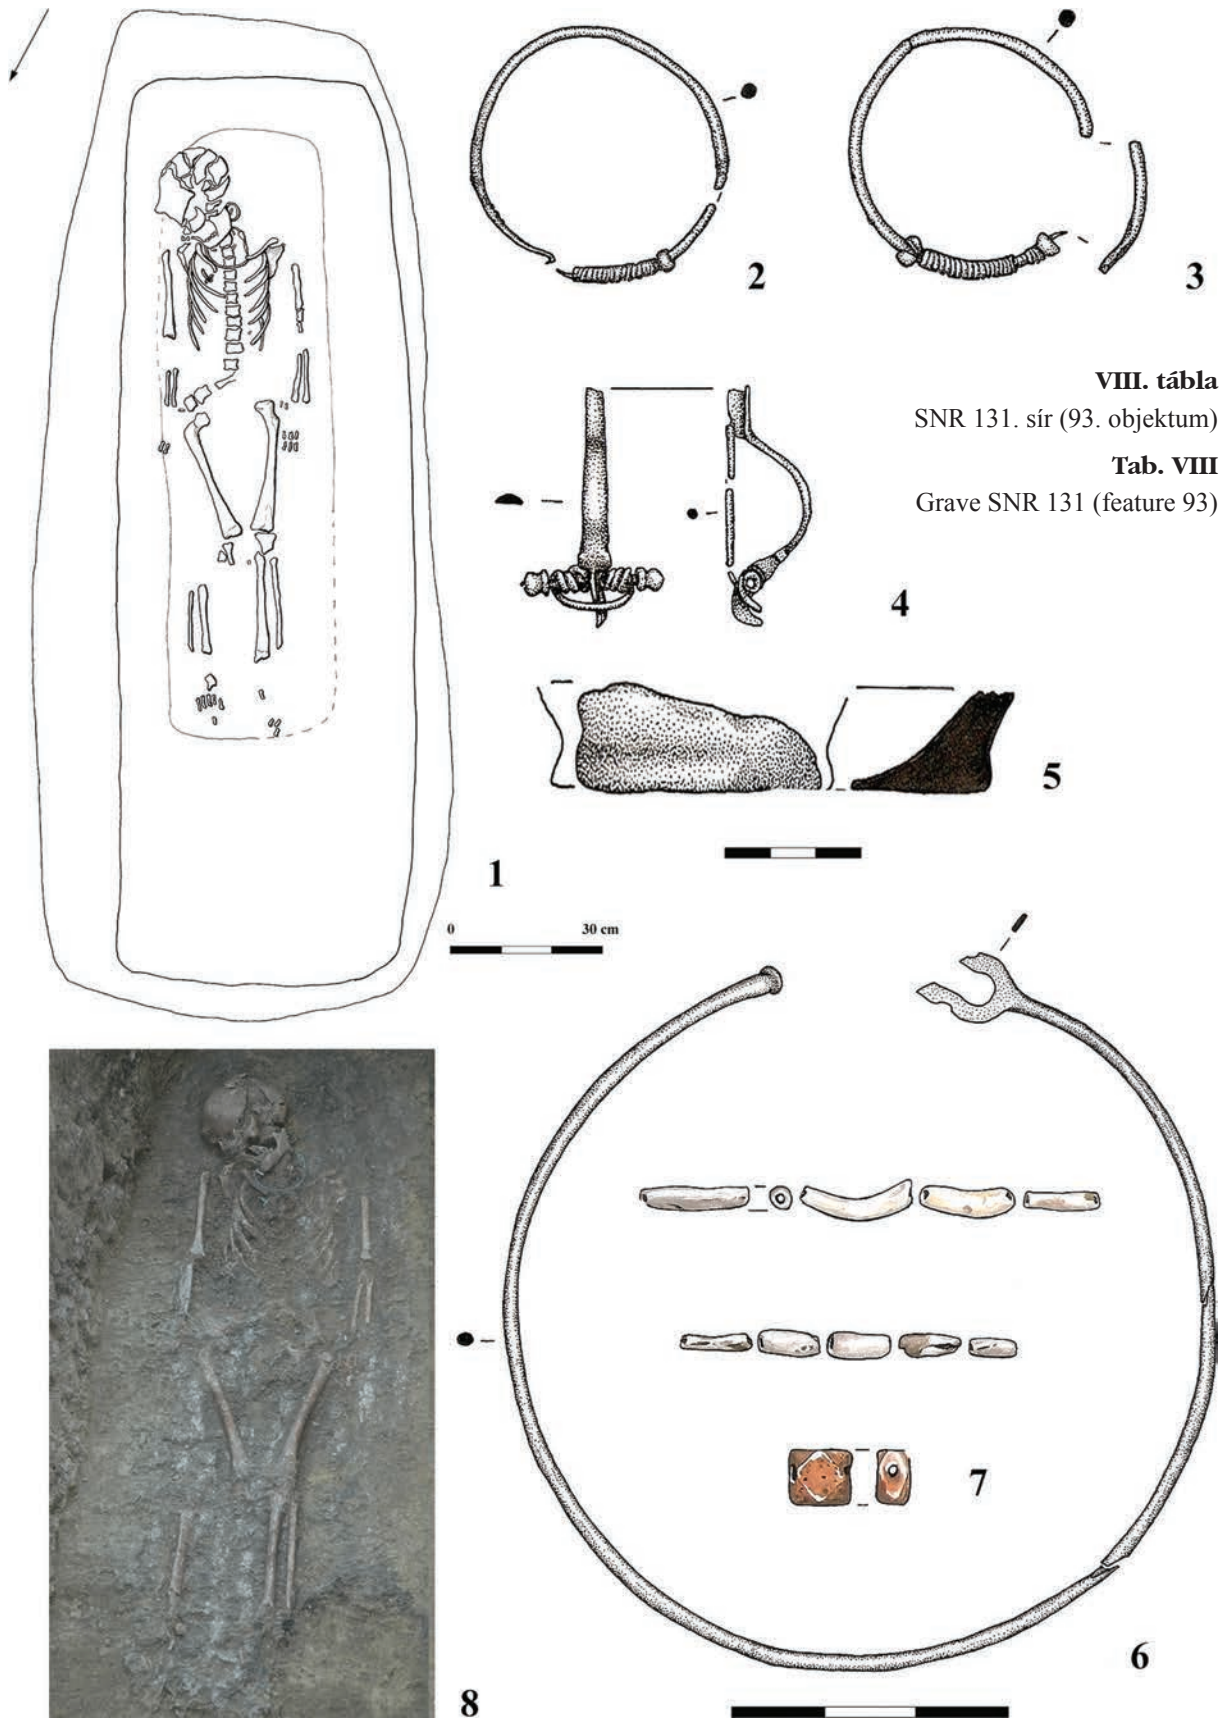 2
3
VIII. tábla
SNR 131. sír (93. objektum)
Tab. VIII
Grave SNR 131 (feature 93)
4
5
1
0 30 cm
7
6
8